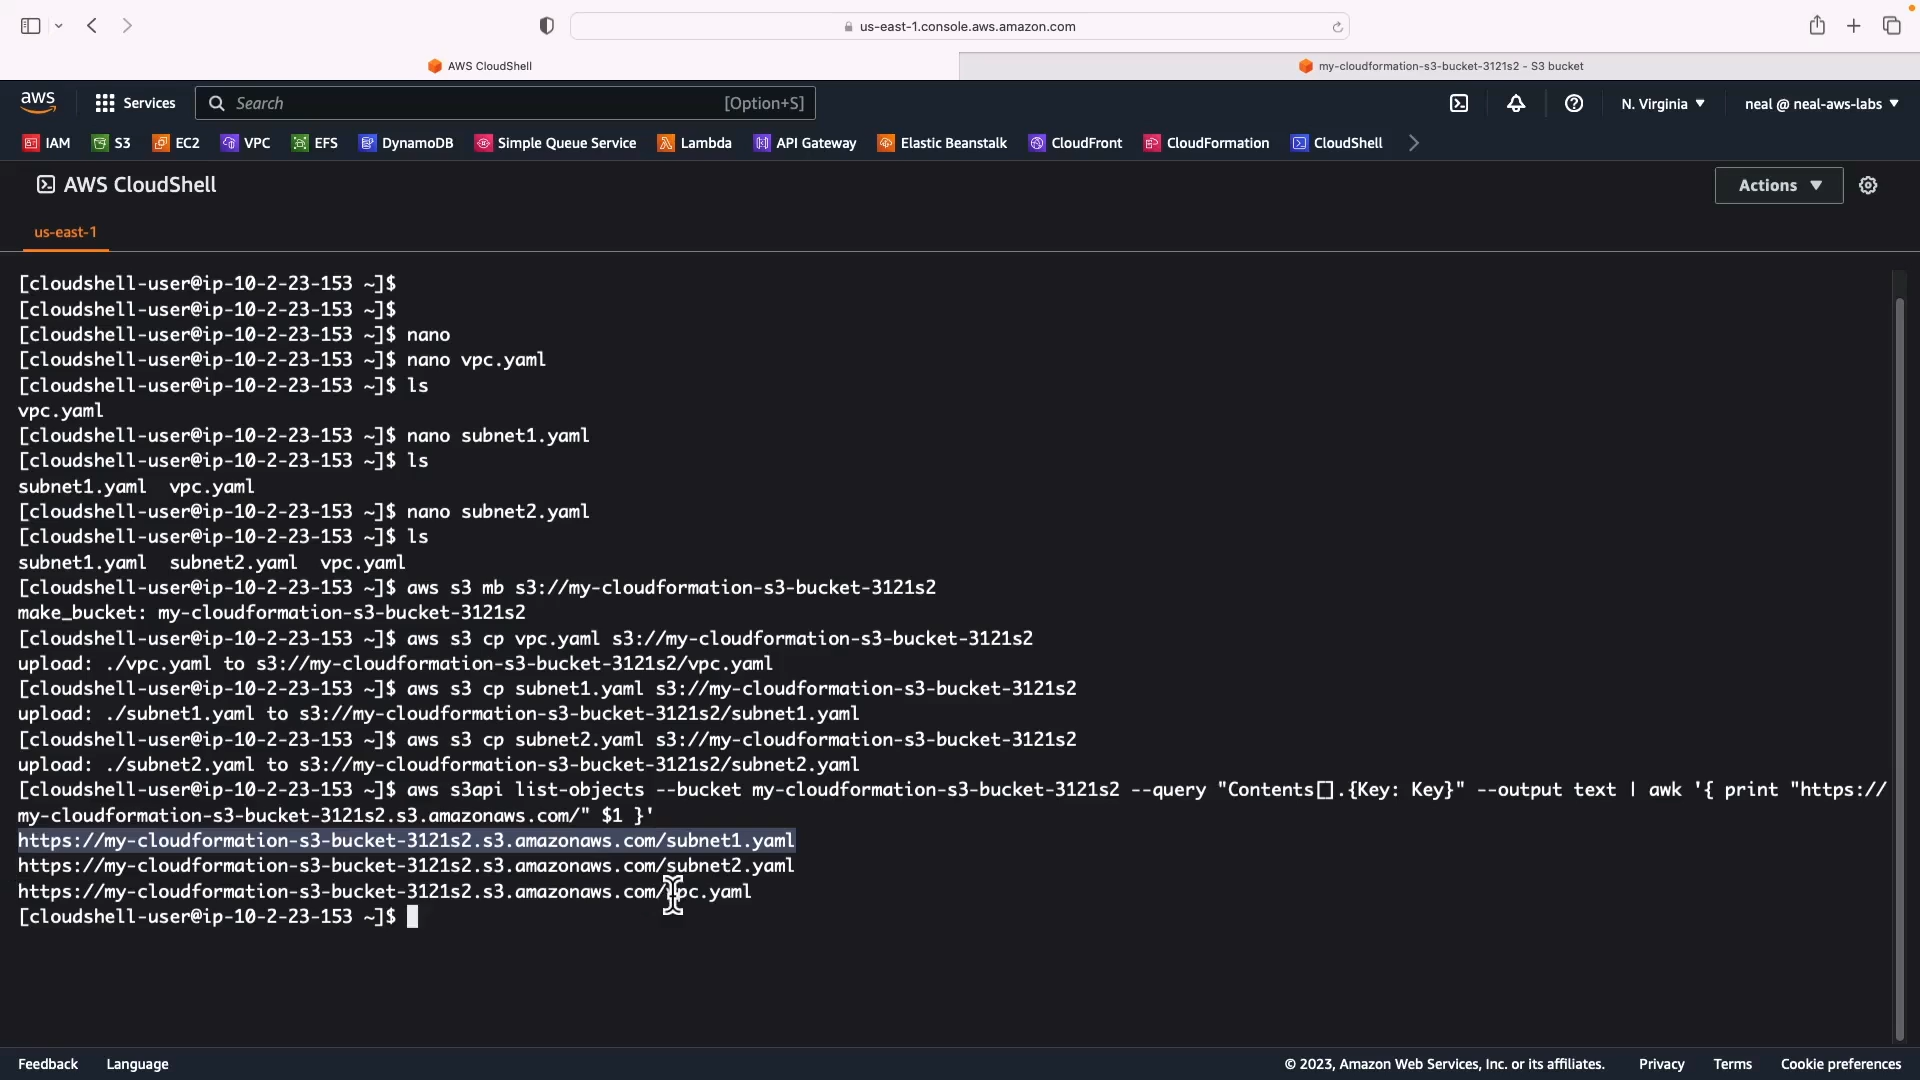 us-east-1.console.aws.amazon.com
AWS CloudShell
my-cloudformation-s3-bucket-3121s2 - S3 bucket
aws
Services
Search
[Option+S]
N. Virginia
neal @ neal-aws-labs
IAM
S3
EC2
VPC
EFS
DynamoDB
Simple Queue Service
Lambda
API Gateway
Elastic Beanstalk
CloudFront
CloudFormation
CloudShell
AWS CloudShell
Actions
us-east-1
[cloudshell-user@ip-10-2-23-153 ~]$
[cloudshell-user@ip-10-2-23-153 ~]$
[cloudshell-user@ip-10-2-23-153 ~]$ nano
[cloudshell-user@ip-10-2-23-153 ~]$ nano vpc.yaml
[cloudshell-user@ip-10-2-23-153 ~]$ ls
vpc.yaml
[cloudshell-user@ip-10-2-23-153 ~]$ nano subnet1.yaml
[cloudshell-user@ip-10-2-23-153 ~]$ ls
subnet1.yaml  vpc.yaml
[cloudshell-user@ip-10-2-23-153 ~]$ nano subnet2.yaml
[cloudshell-user@ip-10-2-23-153 ~]$ ls
subnet1.yaml  subnet2.yaml  vpc.yaml
[cloudshell-user@ip-10-2-23-153 ~]$ aws s3 mb s3://my-cloudformation-s3-bucket-3121s2
make_bucket: my-cloudformation-s3-bucket-3121s2
[cloudshell-user@ip-10-2-23-153 ~]$ aws s3 cp vpc.yaml s3://my-cloudformation-s3-bucket-3121s2
upload: ./vpc.yaml to s3://my-cloudformation-s3-bucket-3121s2/vpc.yaml
[cloudshell-user@ip-10-2-23-153 ~]$ aws s3 cp subnet1.yaml s3://my-cloudformation-s3-bucket-3121s2
upload: ./subnet1.yaml to s3://my-cloudformation-s3-bucket-3121s2/subnet1.yaml
[cloudshell-user@ip-10-2-23-153 ~]$ aws s3 cp subnet2.yaml s3://my-cloudformation-s3-bucket-3121s2
upload: ./subnet2.yaml to s3://my-cloudformation-s3-bucket-3121s2/subnet2.yaml
[cloudshell-user@ip-10-2-23-153 ~]$ aws s3api list-objects --bucket my-cloudformation-s3-bucket-3121s2 --query "Contents[].{Key: Key}" --output text | awk '{ print "https://
my-cloudformation-s3-bucket-3121s2.s3.amazonaws.com/" $1 }'
https://my-cloudformation-s3-bucket-3121s2.s3.amazonaws.com/subnet1.yaml
https://my-cloudformation-s3-bucket-3121s2.s3.amazonaws.com/subnet2.yaml
https://my-cloudformation-s3-bucket-3121s2.s3.amazonaws.com/vpc.yaml
[cloudshell-user@ip-10-2-23-153 ~]$
Feedback
Language
© 2023, Amazon Web Services, Inc. or its affiliates.
Privacy
Terms
Cookie preferences